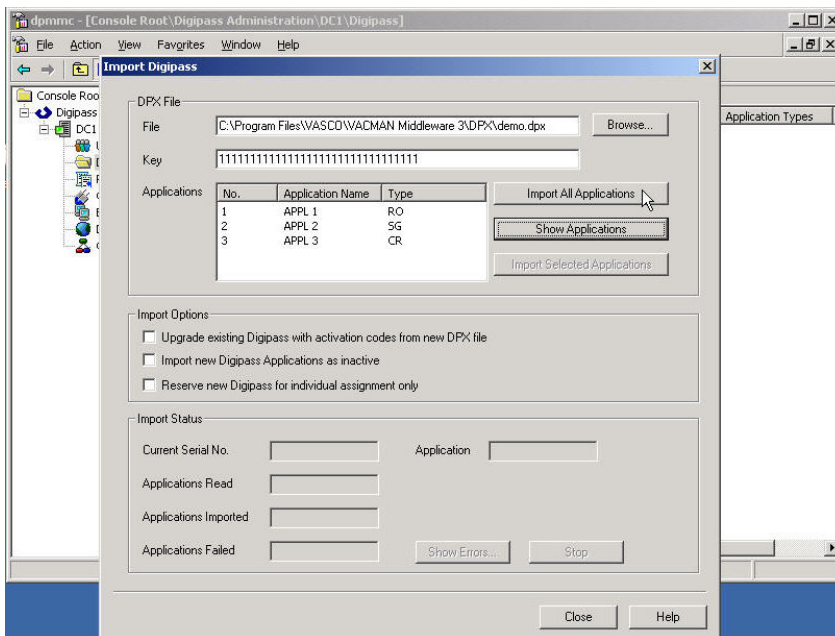 dpmmc - [Console Root\Digipass Administration\DC1\Digipass]
File Action View Favorites Window Help
Import Digipass
Console Roo
Digipass
DC1
Application Types
DPX File
File C:\Program Files\VASCO\VACMAN Middleware 3\DPX\demo.dpx Browse...
Key 11111111111111111111111111111111
Applications No. Application Name Type
1 APPL 1 RO
2 APPL 2 SG
3 APPL 3 CR
Import All Applications
Show Applications
Import Selected Applications
Import Options
Upgrade existing Digipass with activation codes from new DPX file
Import new Digipass Applications as inactive
Reserve new Digipass for individual assignment only
Import Status
Current Serial No. Application
Applications Read
Applications Imported
Applications Failed Show Errors... Stop
Close Help